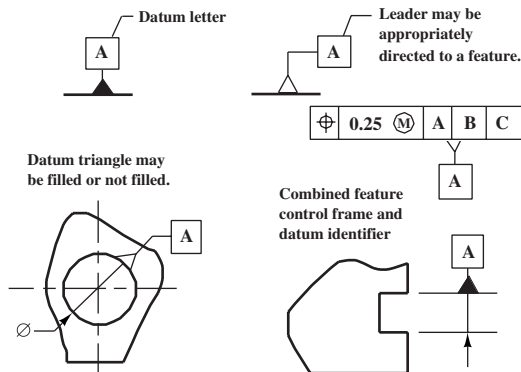 Datum letter
A
Leader may be
appropriately
directed to a feature.
A
⌖ 0.25 Ⓜ A B C
A
Datum triangle may
be filled or not filled.
Combined feature
control frame and
datum identifier
A
A
∅